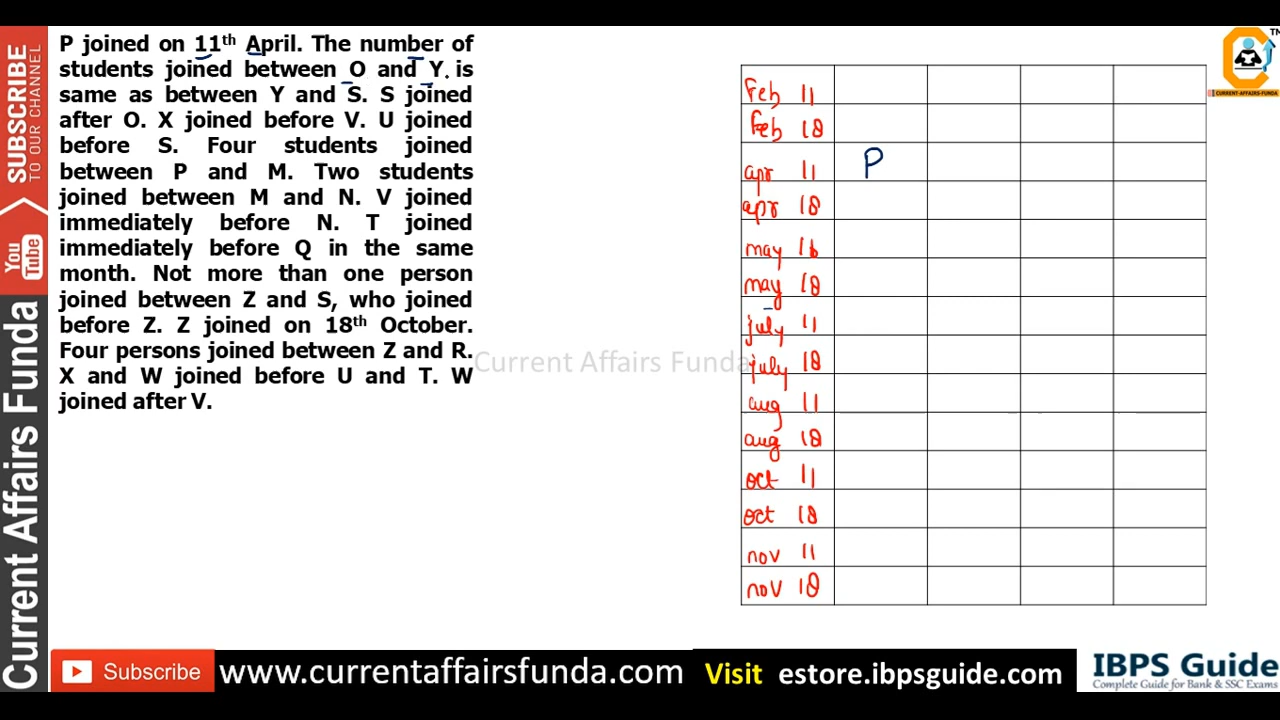 P joined on 11th April. The number of
students joined between O and Y is
same as between Y and S. S joined
after O. X joined before V. U joined
before S. Four students joined
between P and M. Two students
joined between M and N. V joined
immediately before N. T joined
immediately before Q in the same
month. Not more than one person
joined between Z and S, who joined
before Z. Z joined on 18th October.
Four persons joined between Z and R.
X and W joined before U and T. W
joined after V.
Feb 11
Feb 18
apr 11 P
apr 18
may 11
may 18
july 11
july 18
aug 11
aug 18
oct 11
oct 18
nov 11
nov 18
Current Affairs Funda
SUBSCRIBE
TO OUR CHANNEL
You Tube
Current Affairs Funda
TM
CURRENT-AFFAIRS-FUNDA
Subscribe www.currentaffairsfunda.com Visit estore.ibpsguide.com
IBPS Guide
Complete Guide for Bank & SSC Exams